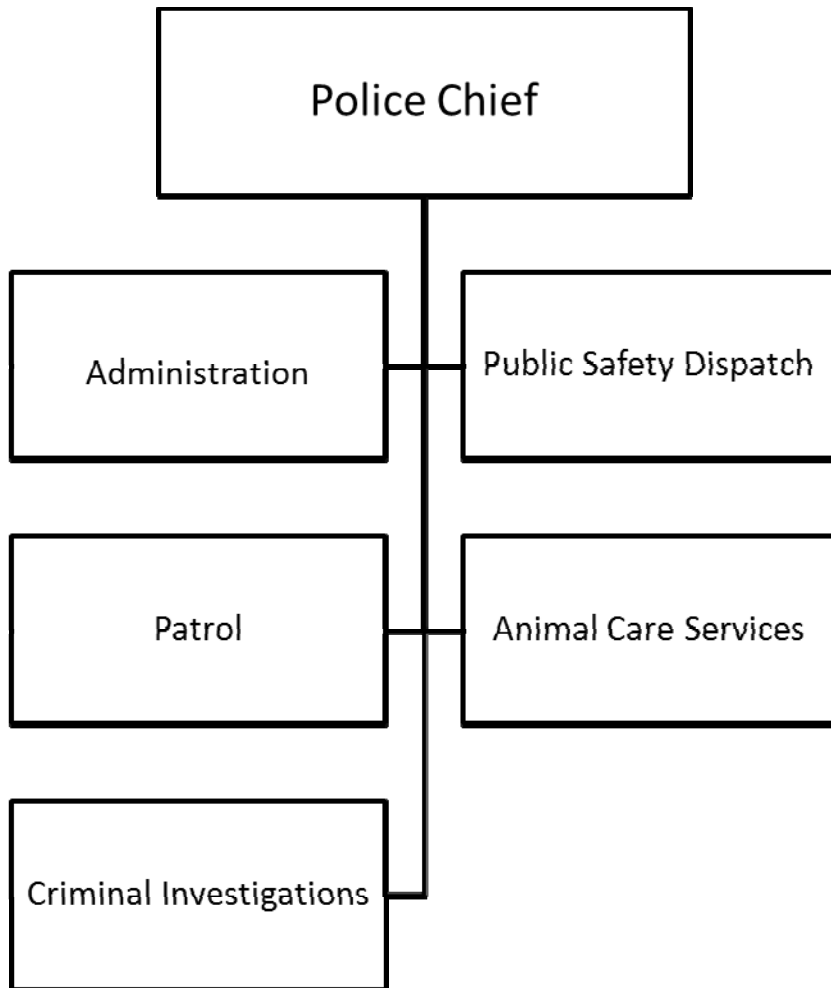 Police Chief
Administration
Public Safety Dispatch
Patrol
Animal Care Services
Criminal Investigations